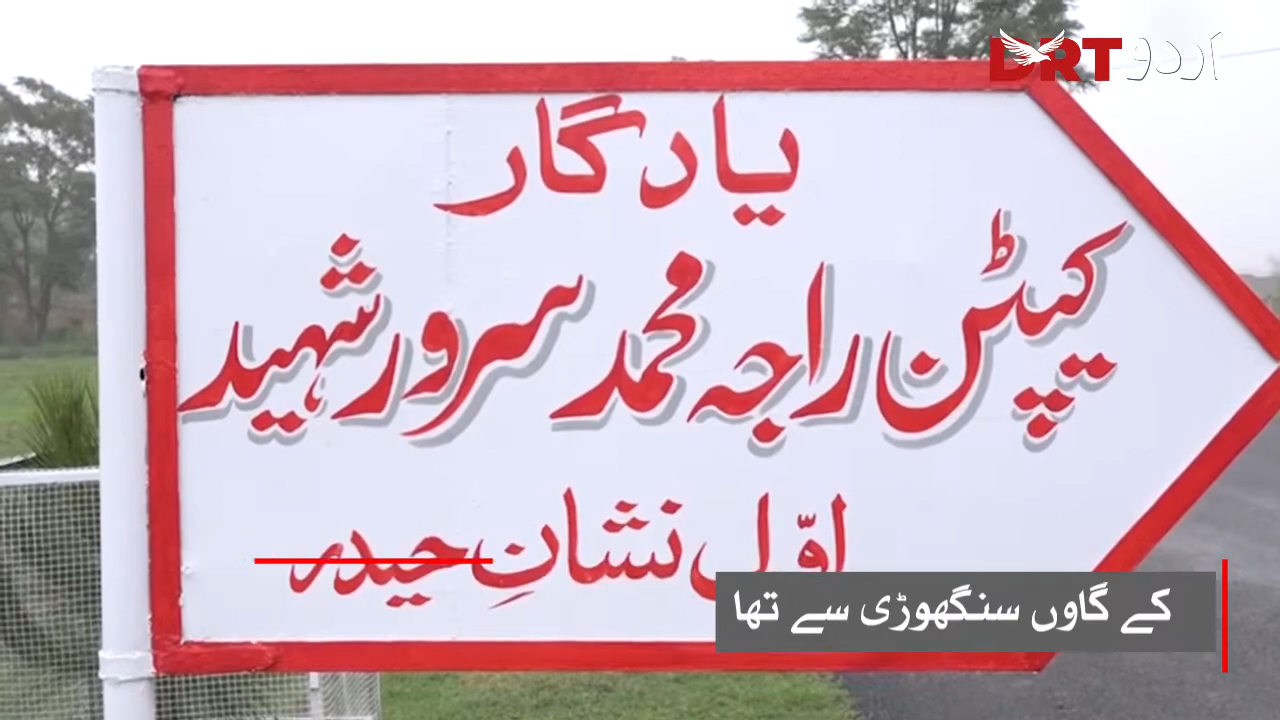 DRT اردو
یادگار
کیپٹن راجہ محمد سرور شہید
اوّل نشانِ حیدر
کے گاوں سنگھوڑی سے تھا